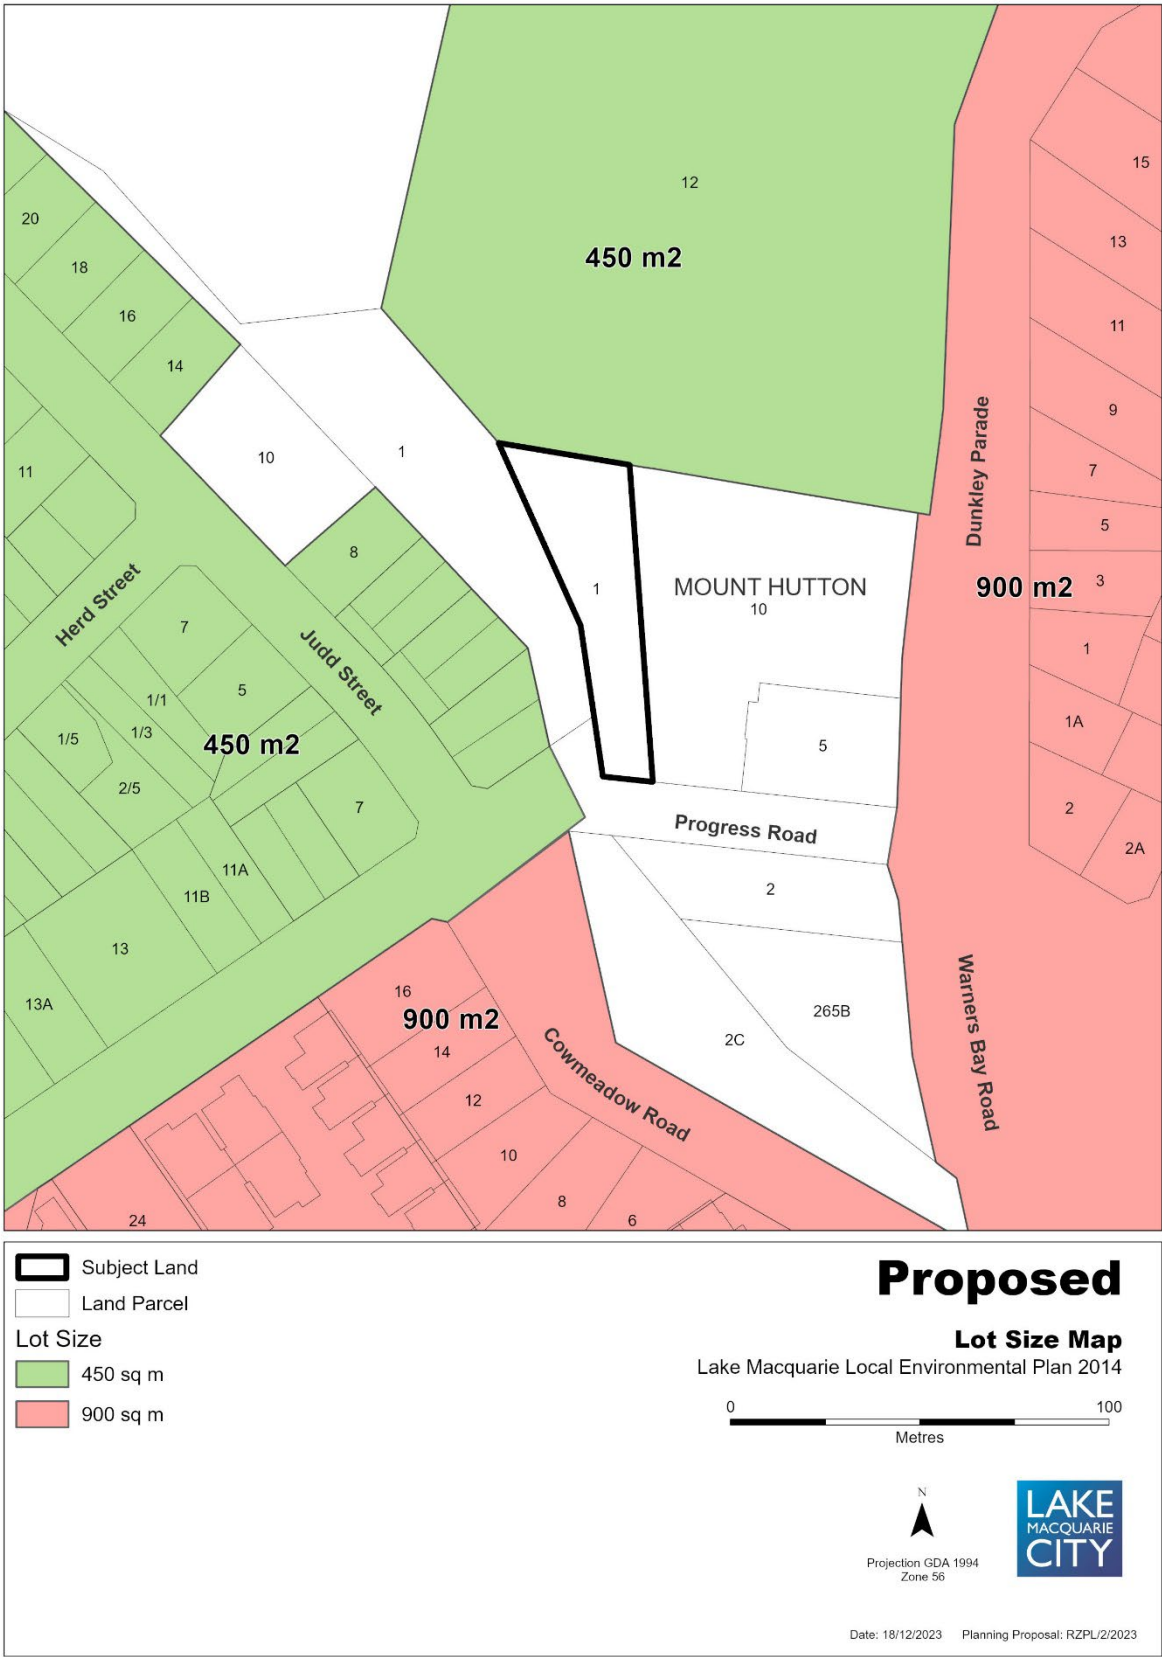 12
450 m2
15
13
11
9
7
5
3
1
1A
2
2A
Dunkley Parade
900 m2
20
18
16
14
10
1
11
8
1
MOUNT HUTTON
10
5
Herd Street
Judd Street
7
5
1/1
1/3
1/5
2/5
450 m2
7
11A
11B
13
13A
Progress Road
2
265B
2C
Warners Bay Road
Cowmeadow Road
16
900 m2
14
12
10
8
6
24
Subject Land
Land Parcel
Lot Size
450 sq m
900 sq m
Proposed
Lot Size Map
Lake Macquarie Local Environmental Plan 2014
0 100
Metres
N
Projection GDA 1994
Zone 56
LAKE
MACQUARIE
CITY
Date: 18/12/2023 Planning Proposal: RZPL/2/2023